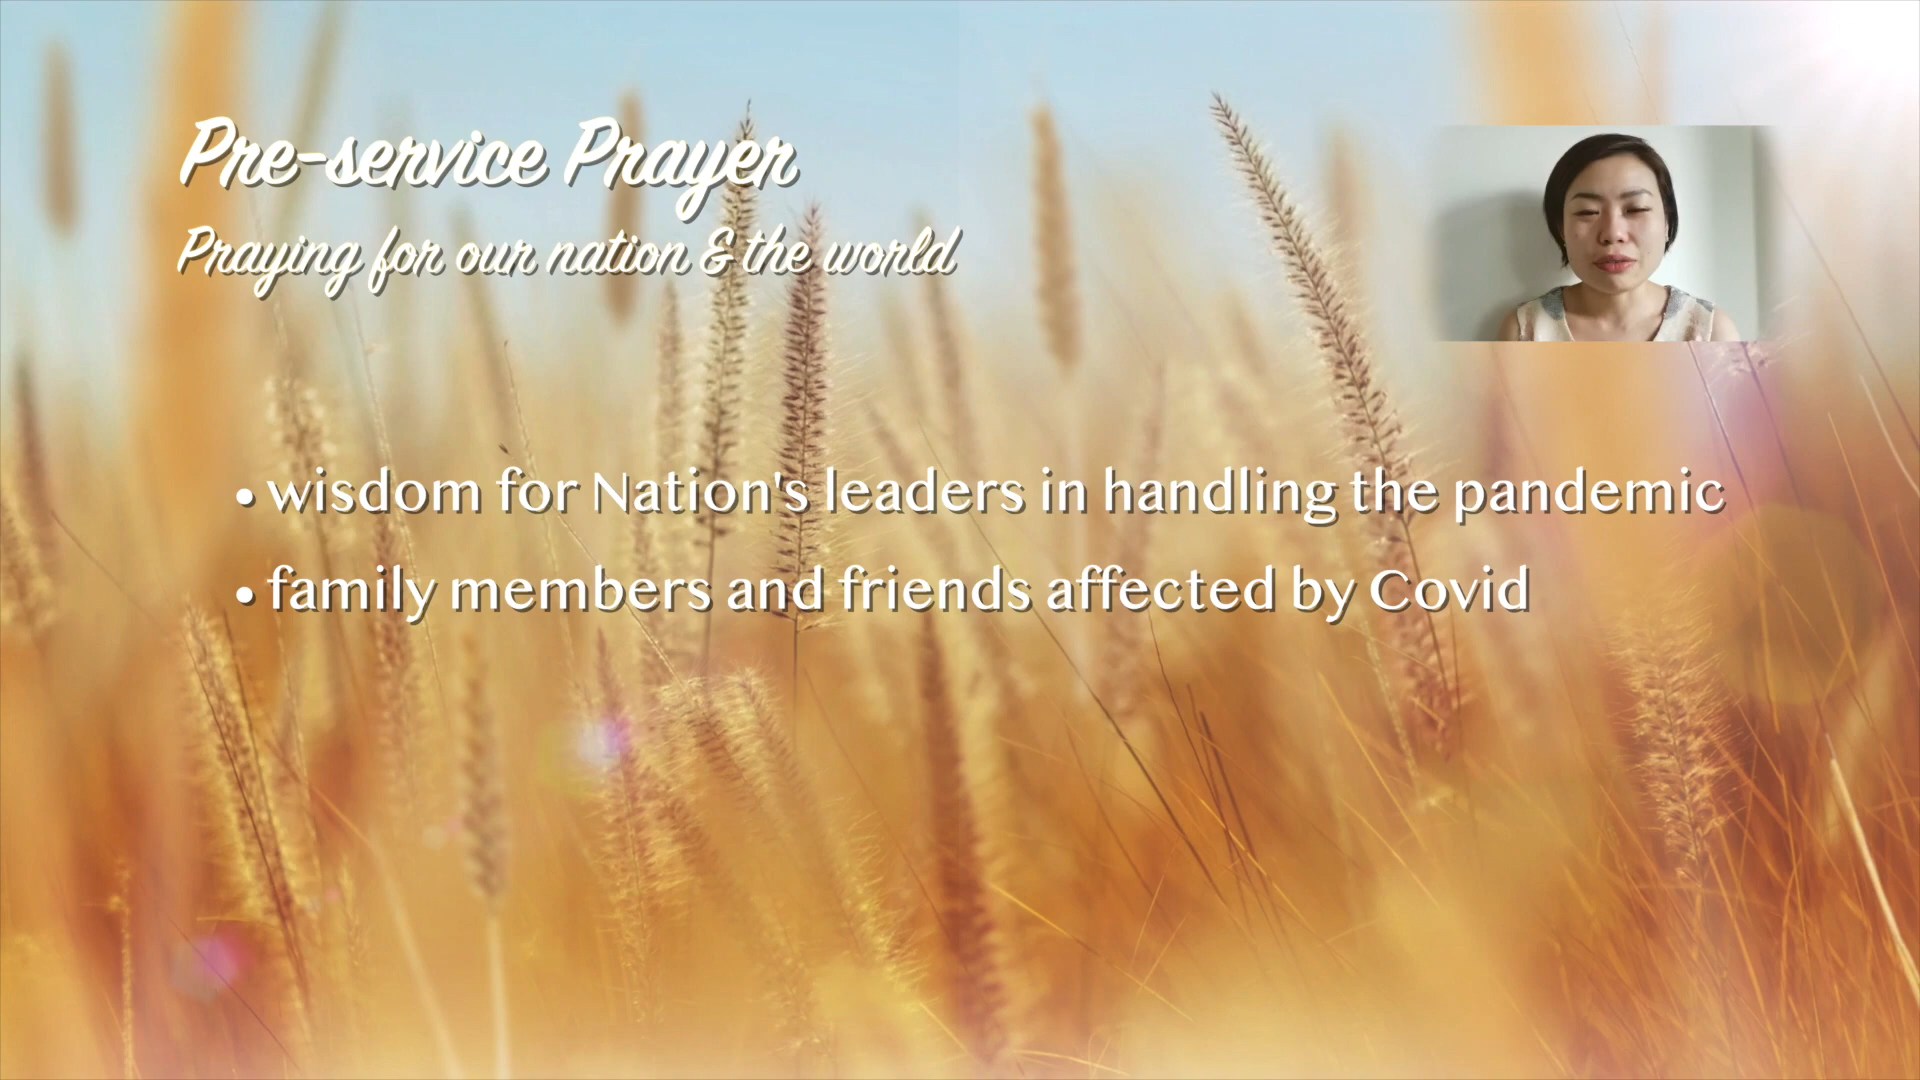 Pre-service Prayer
Praying for our nation & the world
• wisdom for Nation's leaders in handling the pandemic
• family members and friends affected by Covid